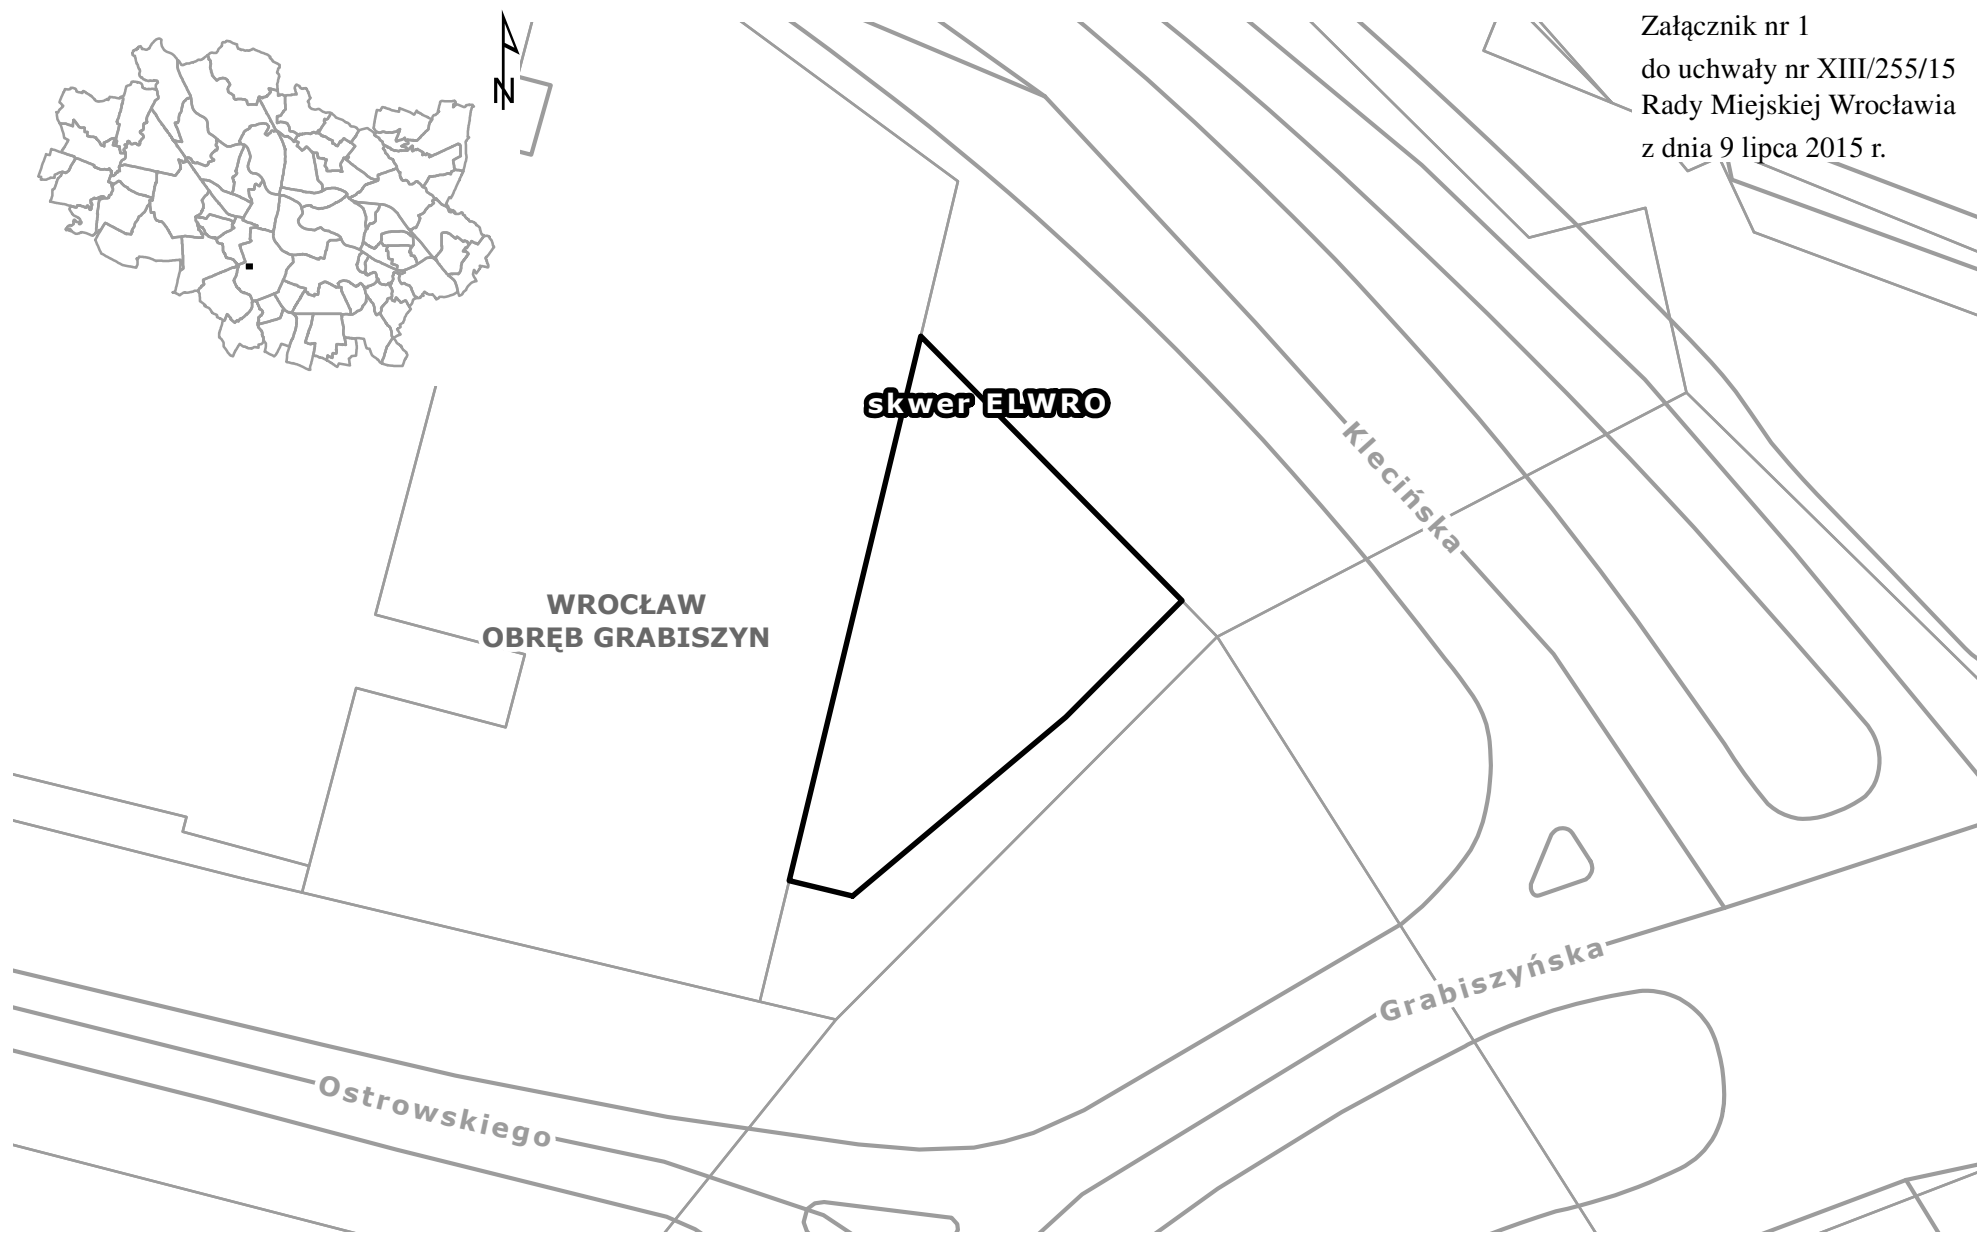 Załącznik nr 1
do uchwały nr XIII/255/15
Rady Miejskiej Wrocławia
z dnia 9 lipca 2015 r.
N
skwer ELWRO
Klecińska
WROCŁAW
OBRĘB GRABISZYN
Grabiszyńska
Ostrowskiego